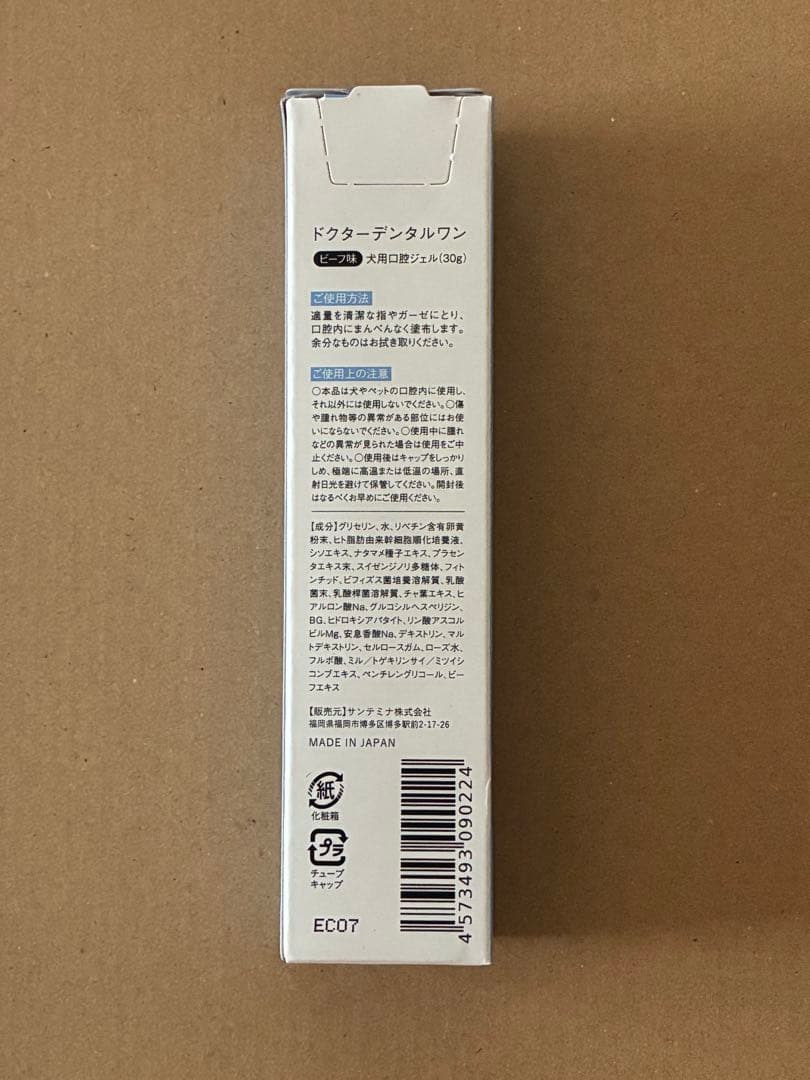 ドクターデンタルワン
ビーフ味 犬用口腔ジェル(30g)
ご使用方法
適量を清潔な指やガーゼにとり、
口腔内にまんべんなく塗布します。
余分なものはお拭き取りください。
ご使用上の注意
○本品は犬やペットの口腔内に使用し、
それ以外には使用しないでください。○傷
や腫れ物等の異常がある部位にはお使
いにならないでください。○使用中に腫れ
などの異常が見られた場合は使用をご中
止ください。○使用後はキャップをしっかり
しめ、極端に高温または低温の場所、直
射日光を避けて保管してください。開封後
はなるべくお早めにご使用ください。
【成分】グリセリン、水、リベチン含有卵黄
粉末、ヒト脂肪由来幹細胞順化培養液、
シソエキス、ナタマメ種子エキス、プラセン
タエキス末、スイゼンジノリ多糖体、フィト
ンチッド、ビフィズス菌培養溶解質、乳酸
菌末、乳酸桿菌溶解質、チャ葉エキス、ヒ
アルロン酸Na、グルコシルヘスペリジン、
BG、ヒドロキシアパタイト、リン酸アスコル
ビルMg、安息香酸Na、デキストリン、マル
トデキストリン、セルロースガム、ローズ水、
フルボ酸、ミル/トゲキリンサイ/ミツイシ
コンブエキス、ペンチレングリコール、ビー
フエキス
【販売元】サンテミナ株式会社
福岡県福岡市博多区博多駅前2-17-26
MADE IN JAPAN
紙
化粧箱
プラ
チューブ
キャップ
EC07
4573493090224